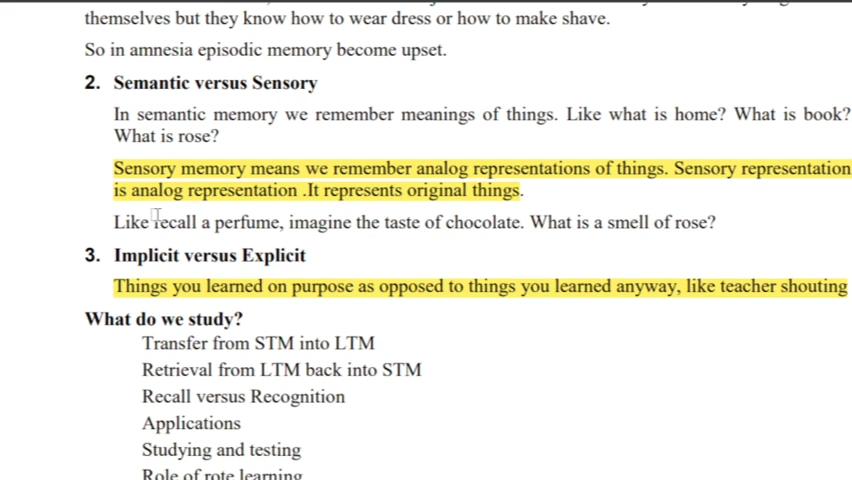 themselves but they know how to wear dress or how to make shave.
So in amnesia episodic memory become upset.
2. Semantic versus Sensory
In semantic memory we remember meanings of things. Like what is home? What is book?
What is rose?
Sensory memory means we remember analog representations of things. Sensory representation
is analog representation .It represents original things.
Like recall a perfume, imagine the taste of chocolate. What is a smell of rose?
3. Implicit versus Explicit
Things you learned on purpose as opposed to things you learned anyway, like teacher shouting
What do we study?
Transfer from STM into LTM
Retrieval from LTM back into STM
Recall versus Recognition
Applications
Studying and testing
Role of rote learning